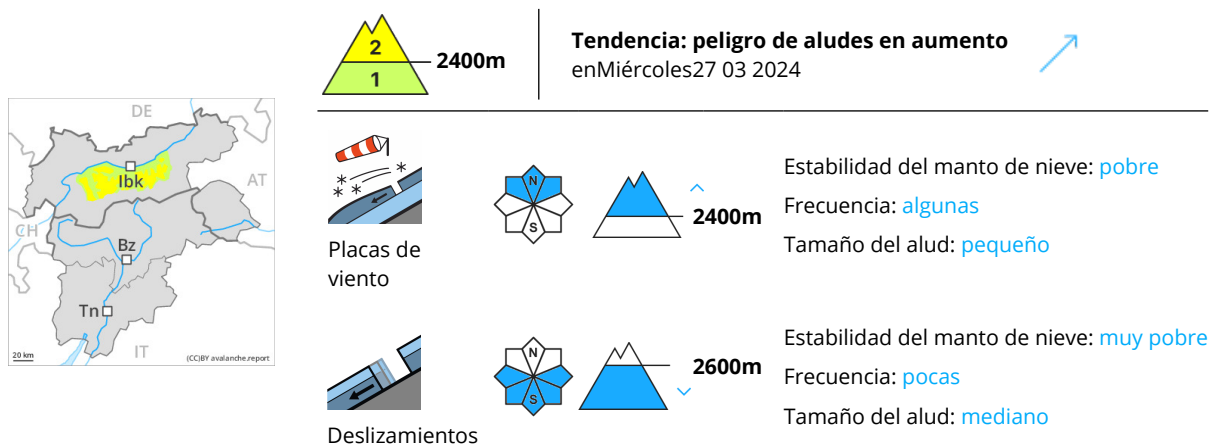 2
2400m
1
Tendencia: peligro de aludes en aumento
enMiércoles27 03 2024
DE
Ibk
AT
CH
Bz
Tn
IT
20 km
(CC)BY avalanche.report
N
S
2400m
Placas de
viento
Estabilidad del manto de nieve: pobre
Frecuencia: algunas
Tamaño del alud: pequeño
N
S
2600m
Deslizamientos
Estabilidad del manto de nieve: muy pobre
Frecuencia: pocas
Tamaño del alud: mediano